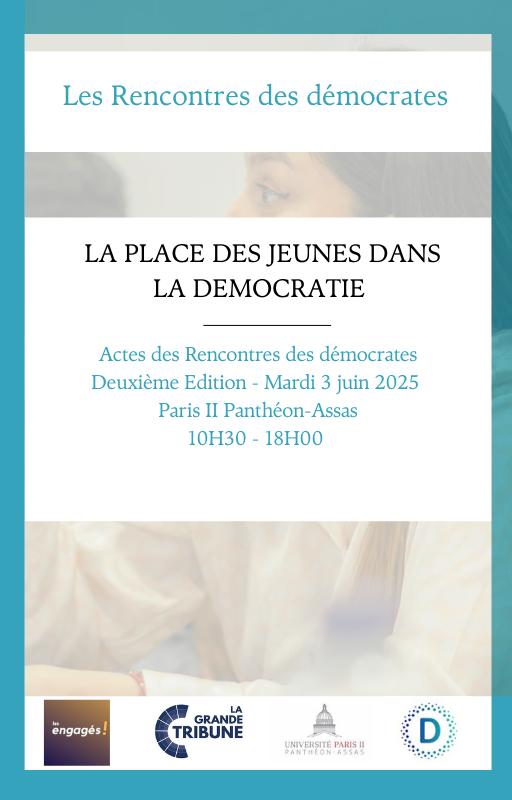 Les Rencontres des démocrates
LA PLACE DES JEUNES DANS
LA DEMOCRATIE
Actes des Rencontres des démocrates
Deuxième Edition - Mardi 3 juin 2025
Paris II Panthéon-Assas
10H30 - 18H00
les
engagés!
LA
GRANDE
TRIBUNE
UNIVERSITÉ PARIS II
PANTHÉON-ASSAS
D